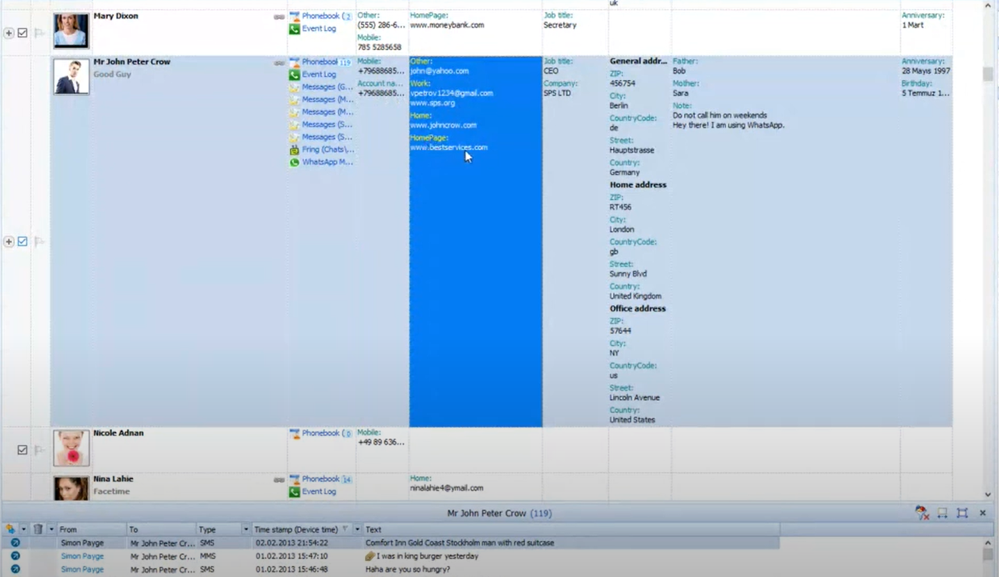 uk
Mary Dixon
Phonebook (2
Event Log
Other:
(555) 286-6...
Mobile:
785 5285658
HomePage:
www.moneybank.com
Job title:
Secretary
Anniversary:
1 Mart
Mr John Peter Crow
Good Guy
Phonebook 119
Event Log
Messages (G...
Messages (M...
Messages (M...
Messages (S...
Messages (S...
Fring (Chats\...
WhatsApp M...
Mobile:
+79688685...
Account na...
+79688685...
Other:
john@yahoo.com
Work:
vpetrov1234@gmail.com
www.sps.org
Home:
www.johncrow.com
HomePage:
www.bestservices.com
Job title:
CEO
Company:
SPS LTD
General addr...
ZIP:
456754
City:
Berlin
CountryCode:
de
Street:
Hauptstrasse
Country:
Germany
Home address
ZIP:
RT456
City:
London
CountryCode:
gb
Street:
Sunny Blvd
Country:
United Kingdom
Office address
ZIP:
57644
City:
NY
CountryCode:
us
Street:
Lincoln Avenue
Country:
United States
Father:
Bob
Mother:
Sara
Note:
Do not call him on weekends
Hey there! I am using WhatsApp.
Anniversary:
28 Mayıs 1997
Birthday:
5 Temmuz 1...
Nicole Adnan
Phonebook (0
Mobile:
+49 89 636...
Nina Lahie
Facetime
Phonebook 14
Event Log
Home:
ninalahie4@ymail.com
Mr John Peter Crow (119)
From To Type Time stamp (Device time) Text
Simon Payge Mr John Peter Cr... SMS 02.02.2013 21:54:22 Comfort Inn Gold Coast Stockholm man with red suitcase
Simon Payge Mr John Peter Cr... MMS 01.02.2013 15:47:10 I was in king burger yesterday
Simon Payge Mr John Peter Cr... SMS 01.02.2013 15:46:48 Haha are you so hungry?